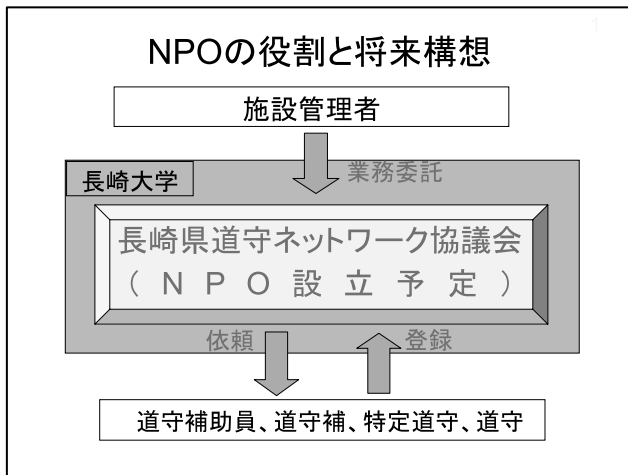 1
NPOの役割と将来構想
施設管理者
業務委託
長崎大学
長崎県道守ネットワーク協議会
(NPO設立予定)
依頼
登録
道守補助員、道守補、特定道守、道守